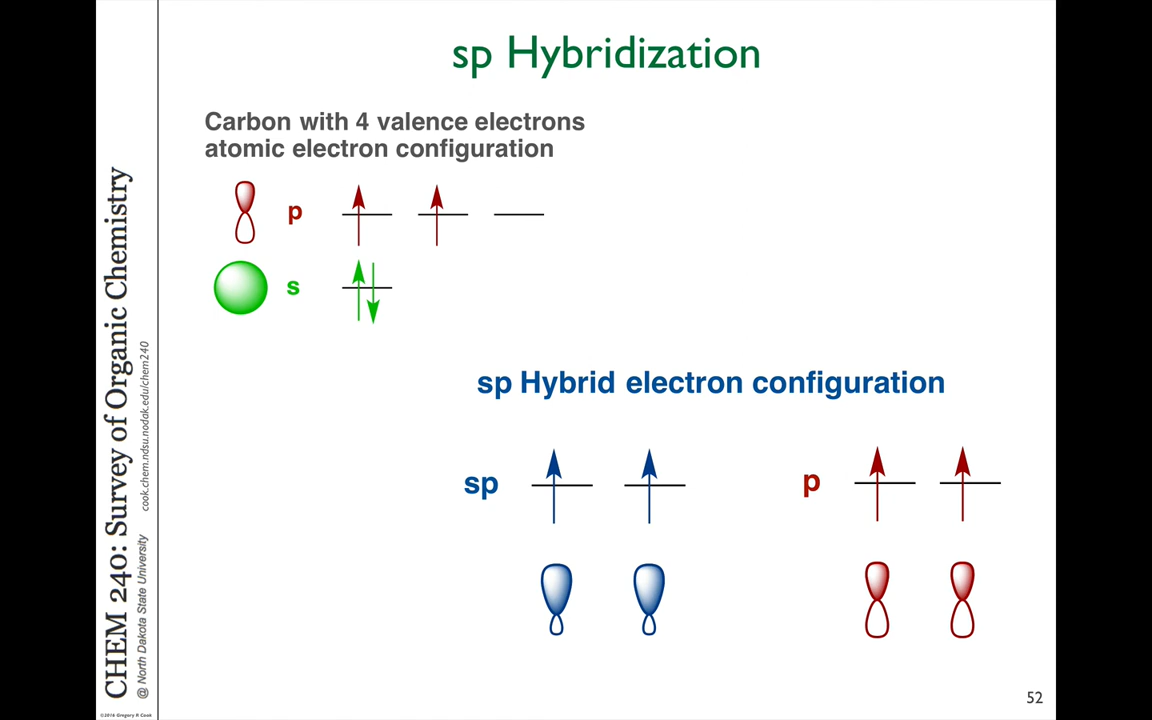 sp Hybridization
Carbon with 4 valence electrons
atomic electron configuration
p
s
sp Hybrid electron configuration
sp
p
CHEM 240: Survey of Organic Chemistry
@ North Dakota State University
cook.chem.ndsu.nodak.edu/chem240
©2016 Gregory R Cook
52